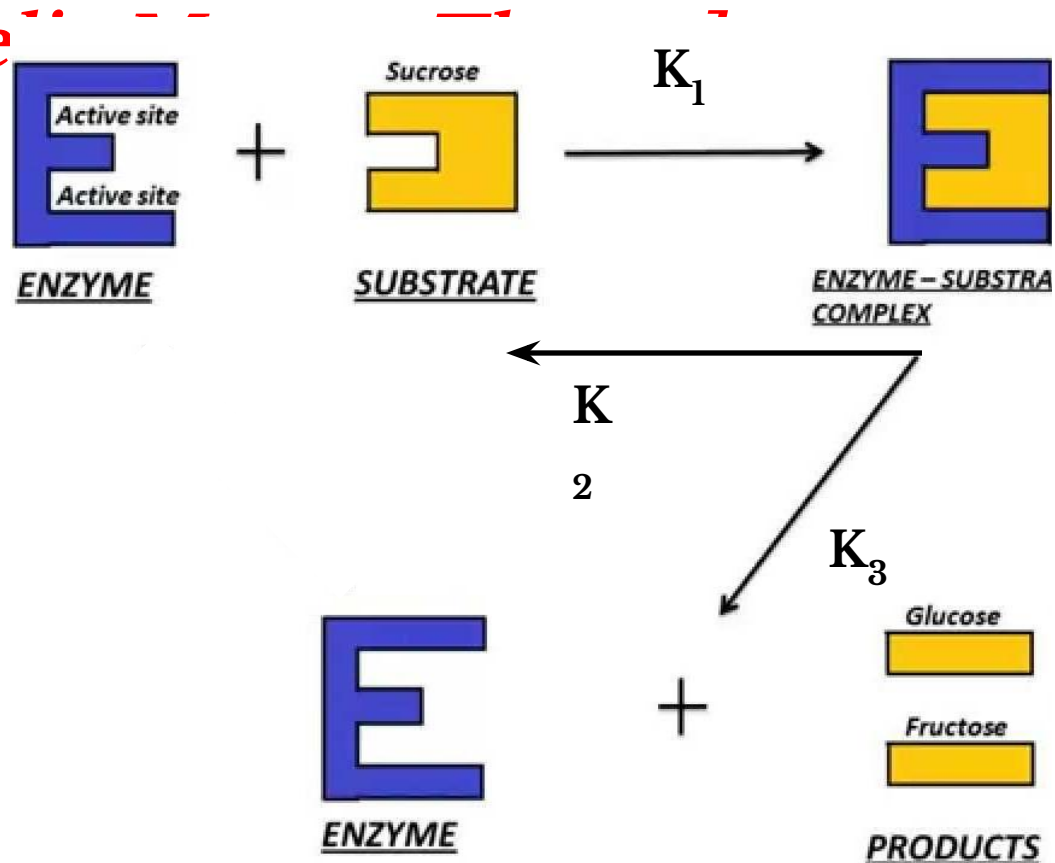 Sucrose
K1
Active site
Active site
ENZYME
SUBSTRATE
ENZYME – SUBSTRA
COMPLEX
K
2
K3
Glucose
Fructose
ENZYME
PRODUCTS